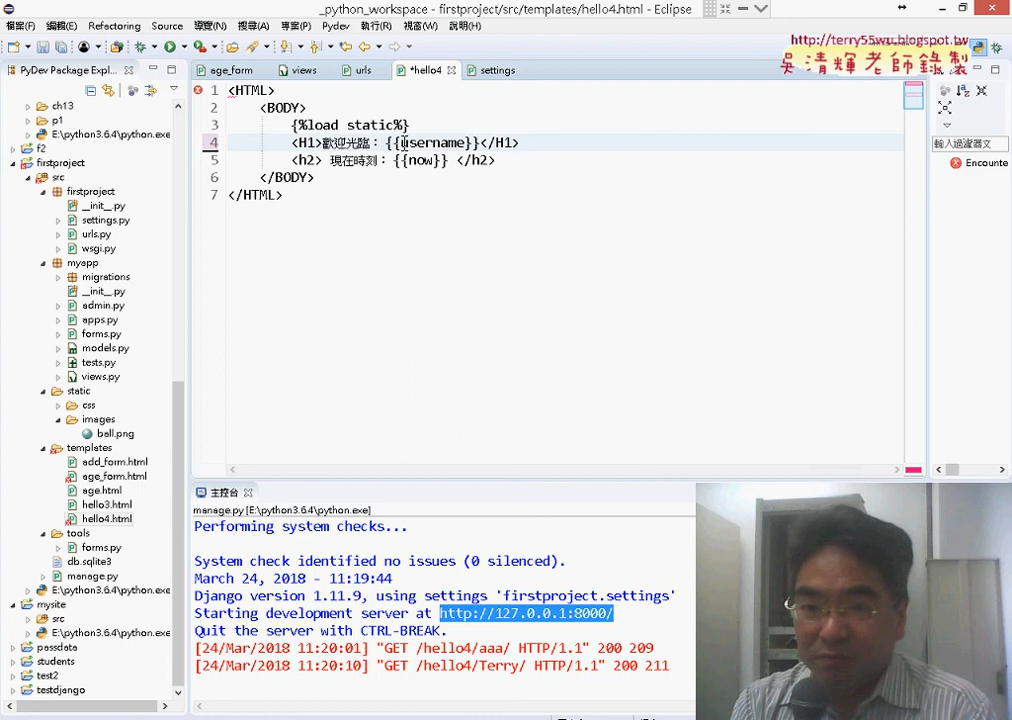 _python_workspace - firstproject/src/templates/hello4.html - Eclipse
檔案(F) 編輯(E) Refactoring Source 導覽(N) 搜尋(A) 專案(P) Pydev 執行(R) 視窗(W) 說明(H)
http://terry55wu.blogspot.tw
吳清輝老師錄製
PyDev Package Expl...
age_form views urls *hello4 settings
ch13
p1
E:\python3.6.4\python.exe
f2
firstproject
src
firstproject
__init__.py
settings.py
urls.py
wsgi.py
myapp
migrations
__init__.py
admin.py
apps.py
forms.py
models.py
tests.py
views.py
static
css
images
ball.png
templates
add_form.html
age_form.html
age.html
hello3.html
hello4.html
tools
forms.py
db.sqlite3
manage.py
E:\python3.6.4\python.exe
mysite
src
E:\python3.6.4\python.exe
passdata
students
test2
testdjango
1 <HTML>
2 <BODY>
3 {%load static%}
4 <H1>歡迎光臨：{{username}}</H1>
5 <h2> 現在時刻：{{now}} </h2>
6 </BODY>
7 </HTML>
輸入過濾器文
Encounte
主控台
manage.py [E:\python3.6.4\python.exe]
Performing system checks...
System check identified no issues (0 silenced).
March 24, 2018 - 11:19:44
Django version 1.11.9, using settings 'firstproject.settings'
Starting development server at http://127.0.0.1:8000/
Quit the server with CTRL-BREAK.
[24/Mar/2018 11:20:01] "GET /hello4/aaa/ HTTP/1.1" 200 209
[24/Mar/2018 11:20:10] "GET /hello4/Terry/ HTTP/1.1" 200 211